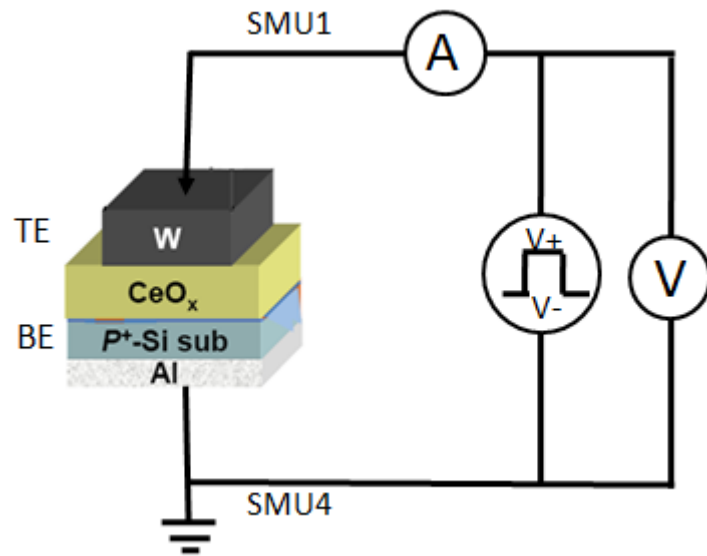 SMU1
A
TE
W
V+
V-
V
CeOₓ
BE
P⁺-Si sub
Al
SMU4